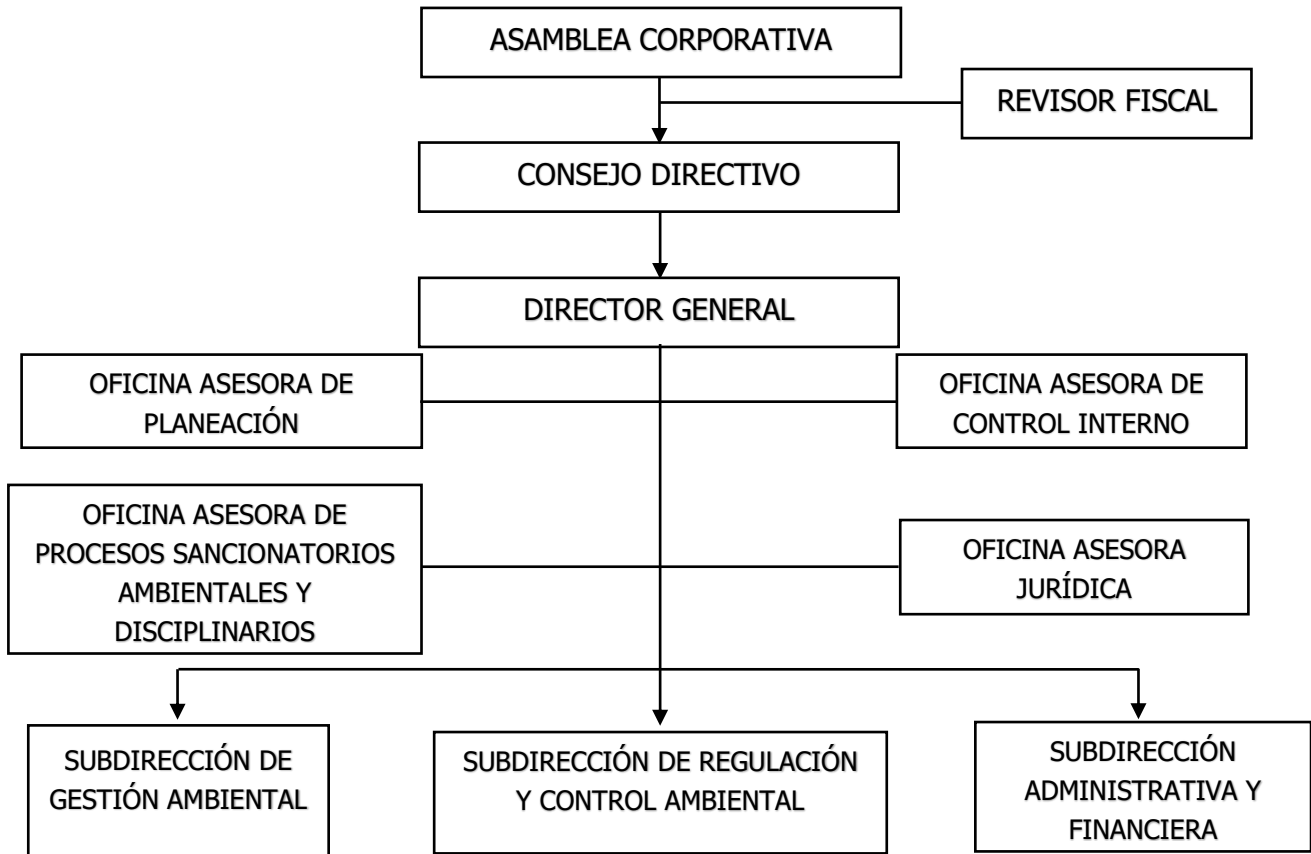 ASAMBLEA CORPORATIVA
REVISOR FISCAL
CONSEJO DIRECTIVO
DIRECTOR GENERAL
OFICINA ASESORA DE
PLANEACIÓN
OFICINA ASESORA DE
CONTROL INTERNO
OFICINA ASESORA DE
PROCESOS SANCIONATORIOS
AMBIENTALES Y
DISCIPLINARIOS
OFICINA ASESORA
JURÍDICA
SUBDIRECCIÓN DE
GESTIÓN AMBIENTAL
SUBDIRECCIÓN DE REGULACIÓN
Y CONTROL AMBIENTAL
SUBDIRECCIÓN
ADMINISTRATIVA Y
FINANCIERA